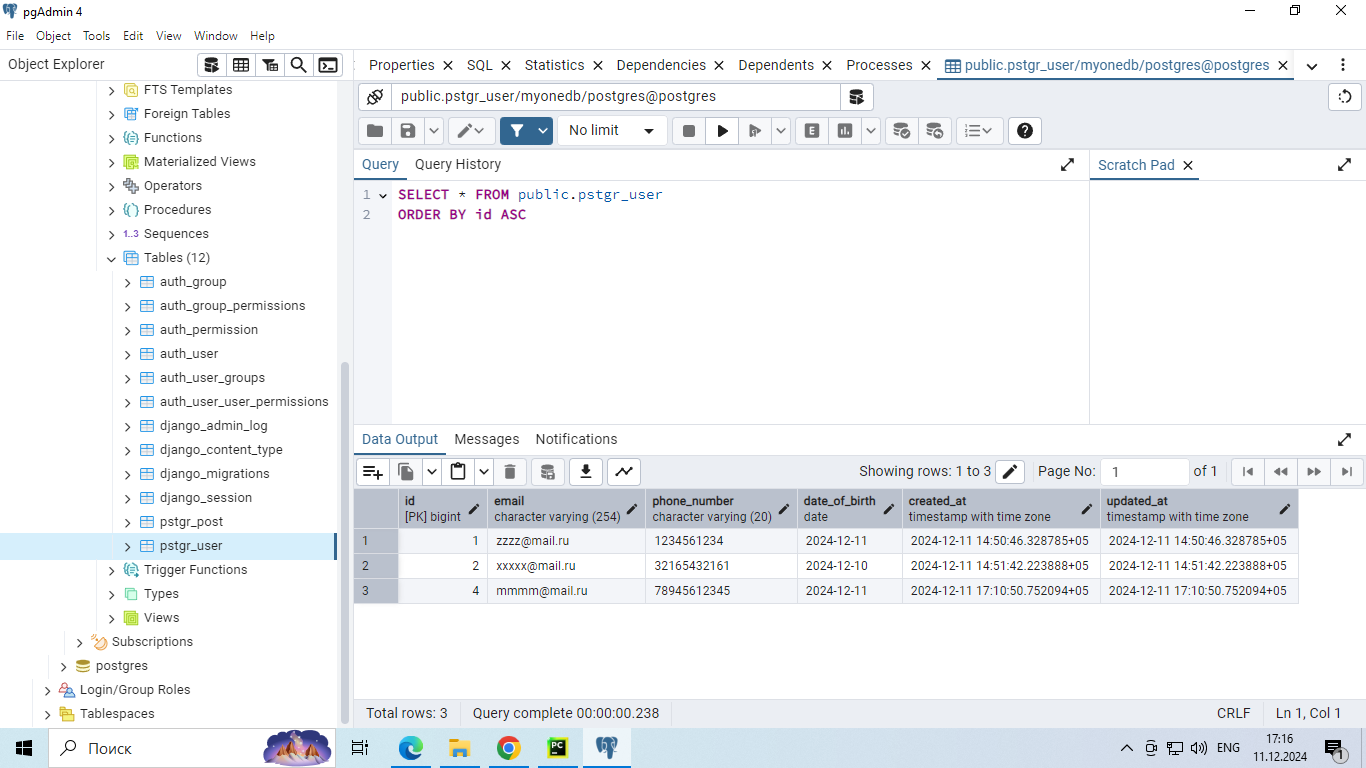 pgAdmin 4
File Object Tools Edit View Window Help
Object Explorer
Properties SQL Statistics Dependencies Dependents Processes public.pstgr_user/myonedb/postgres@postgres
public.pstgr_user/myonedb/postgres@postgres
No limit
E
Query Query History
Scratch Pad
1 SELECT * FROM public.pstgr_user
2 ORDER BY id ASC
FTS Templates
Foreign Tables
Functions
Materialized Views
Operators
Procedures
1..3 Sequences
Tables (12)
auth_group
auth_group_permissions
auth_permission
auth_user
auth_user_groups
auth_user_user_permissions
django_admin_log
django_content_type
django_migrations
django_session
pstgr_post
pstgr_user
Trigger Functions
Types
Views
Subscriptions
postgres
Login/Group Roles
Tablespaces
Data Output Messages Notifications
Showing rows: 1 to 3 Page No: 1 of 1
id email phone_number date_of_birth created_at updated_at
[PK] bigint character varying (254) character varying (20) date timestamp with time zone timestamp with time zone
1 1 zzzz@mail.ru 1234561234 2024-12-11 2024-12-11 14:50:46.328785+05 2024-12-11 14:50:46.328785+05
2 2 xxxxx@mail.ru 32165432161 2024-12-10 2024-12-11 14:51:42.223888+05 2024-12-11 14:51:42.223888+05
3 4 mmmm@mail.ru 78945612345 2024-12-11 2024-12-11 17:10:50.752094+05 2024-12-11 17:10:50.752094+05
Total rows: 3 Query complete 00:00:00.238 CRLF Ln 1, Col 1
Поиск
PC
ENG
17:16
11.12.2024
1